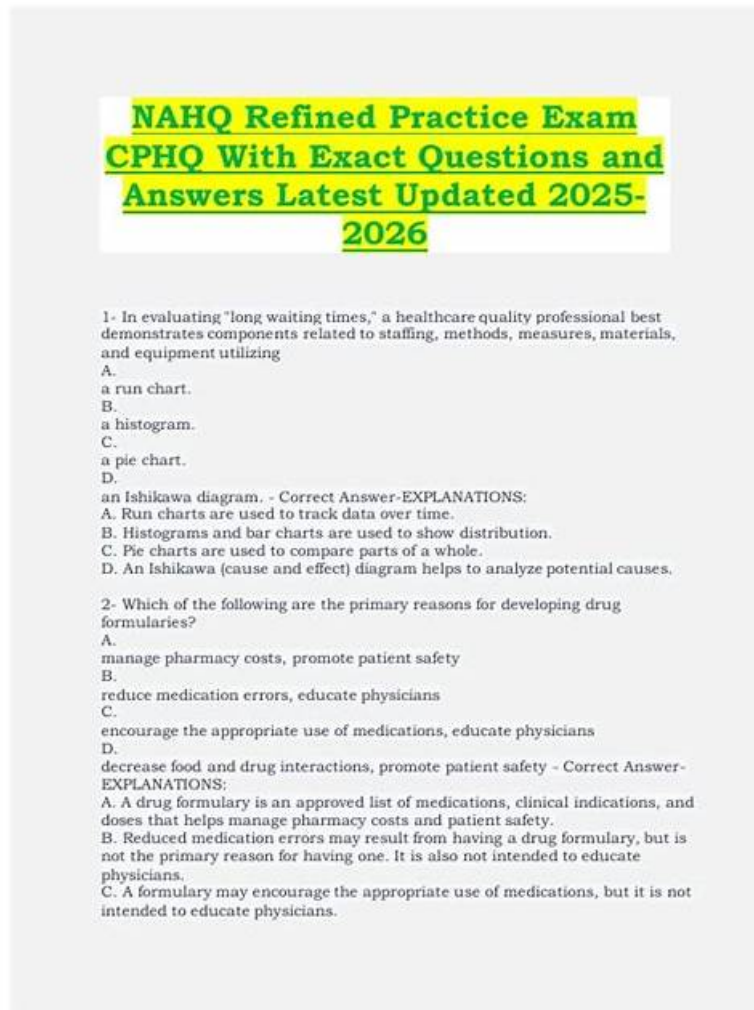 NAHQ Refined Practice Exam
CPHQ With Exact Questions and
Answers Latest Updated 2025-
2026
1- In evaluating "long waiting times," a healthcare quality professional best
demonstrates components related to staffing, methods, measures, materials,
and equipment utilizing
A.
a run chart.
B.
a histogram.
C.
a pie chart.
D.
an Ishikawa diagram. - Correct Answer-EXPLANATIONS:
A. Run charts are used to track data over time.
B. Histograms and bar charts are used to show distribution.
C. Pie charts are used to compare parts of a whole.
D. An Ishikawa (cause and effect) diagram helps to analyze potential causes.
2- Which of the following are the primary reasons for developing drug
formularies?
A.
manage pharmacy costs, promote patient safety
B.
reduce medication errors, educate physicians
C.
encourage the appropriate use of medications, educate physicians
D.
decrease food and drug interactions, promote patient safety - Correct Answer-
EXPLANATIONS:
A. A drug formulary is an approved list of medications, clinical indications, and
doses that helps manage pharmacy costs and patient safety.
B. Reduced medication errors may result from having a drug formulary, but is
not the primary reason for having one. It is also not intended to educate
physicians.
C. A formulary may encourage the appropriate use of medications, but it is not
intended to educate physicians.